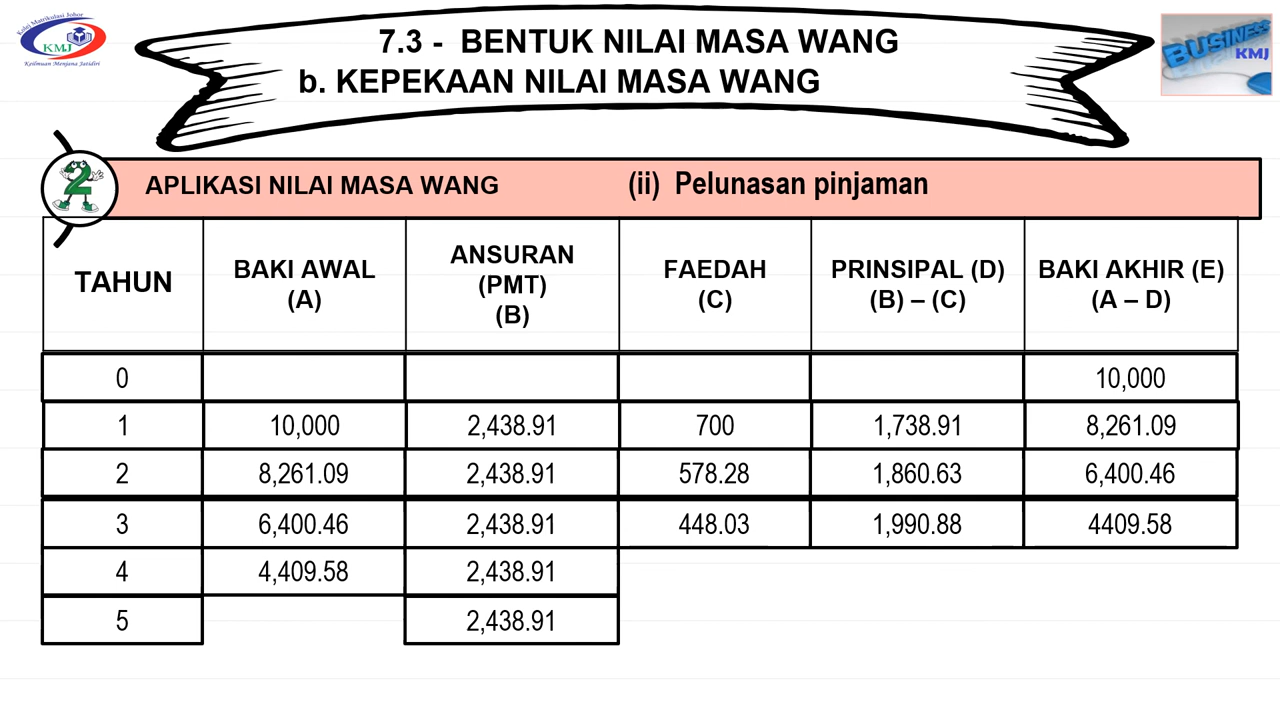 Kolej Matrikulasi Johor
KMJ
Keilmuan Menjana Jatidiri
7.3 - BENTUK NILAI MASA WANG
b. KEPEKAAN NILAI MASA WANG
BUSINESS
KMJ
2
APLIKASI NILAI MASA WANG (ii) Pelunasan pinjaman
TAHUN BAKI AWAL (A) ANSURAN (PMT) (B) FAEDAH (C) PRINSIPAL (D) (B) – (C) BAKI AKHIR (E) (A – D)
0 10,000
1 10,000 2,438.91 700 1,738.91 8,261.09
2 8,261.09 2,438.91 578.28 1,860.63 6,400.46
3 6,400.46 2,438.91 448.03 1,990.88 4409.58
4 4,409.58 2,438.91
5 2,438.91